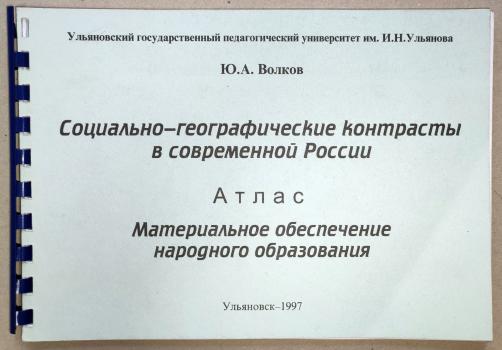 Ульяновский государственный педагогический университет им. И.Н.Ульянова
Ю.А. Волков
Социально–географические контрасты
в современной России
Атлас
Материальное обеспечение
народного образования
Ульяновск–1997